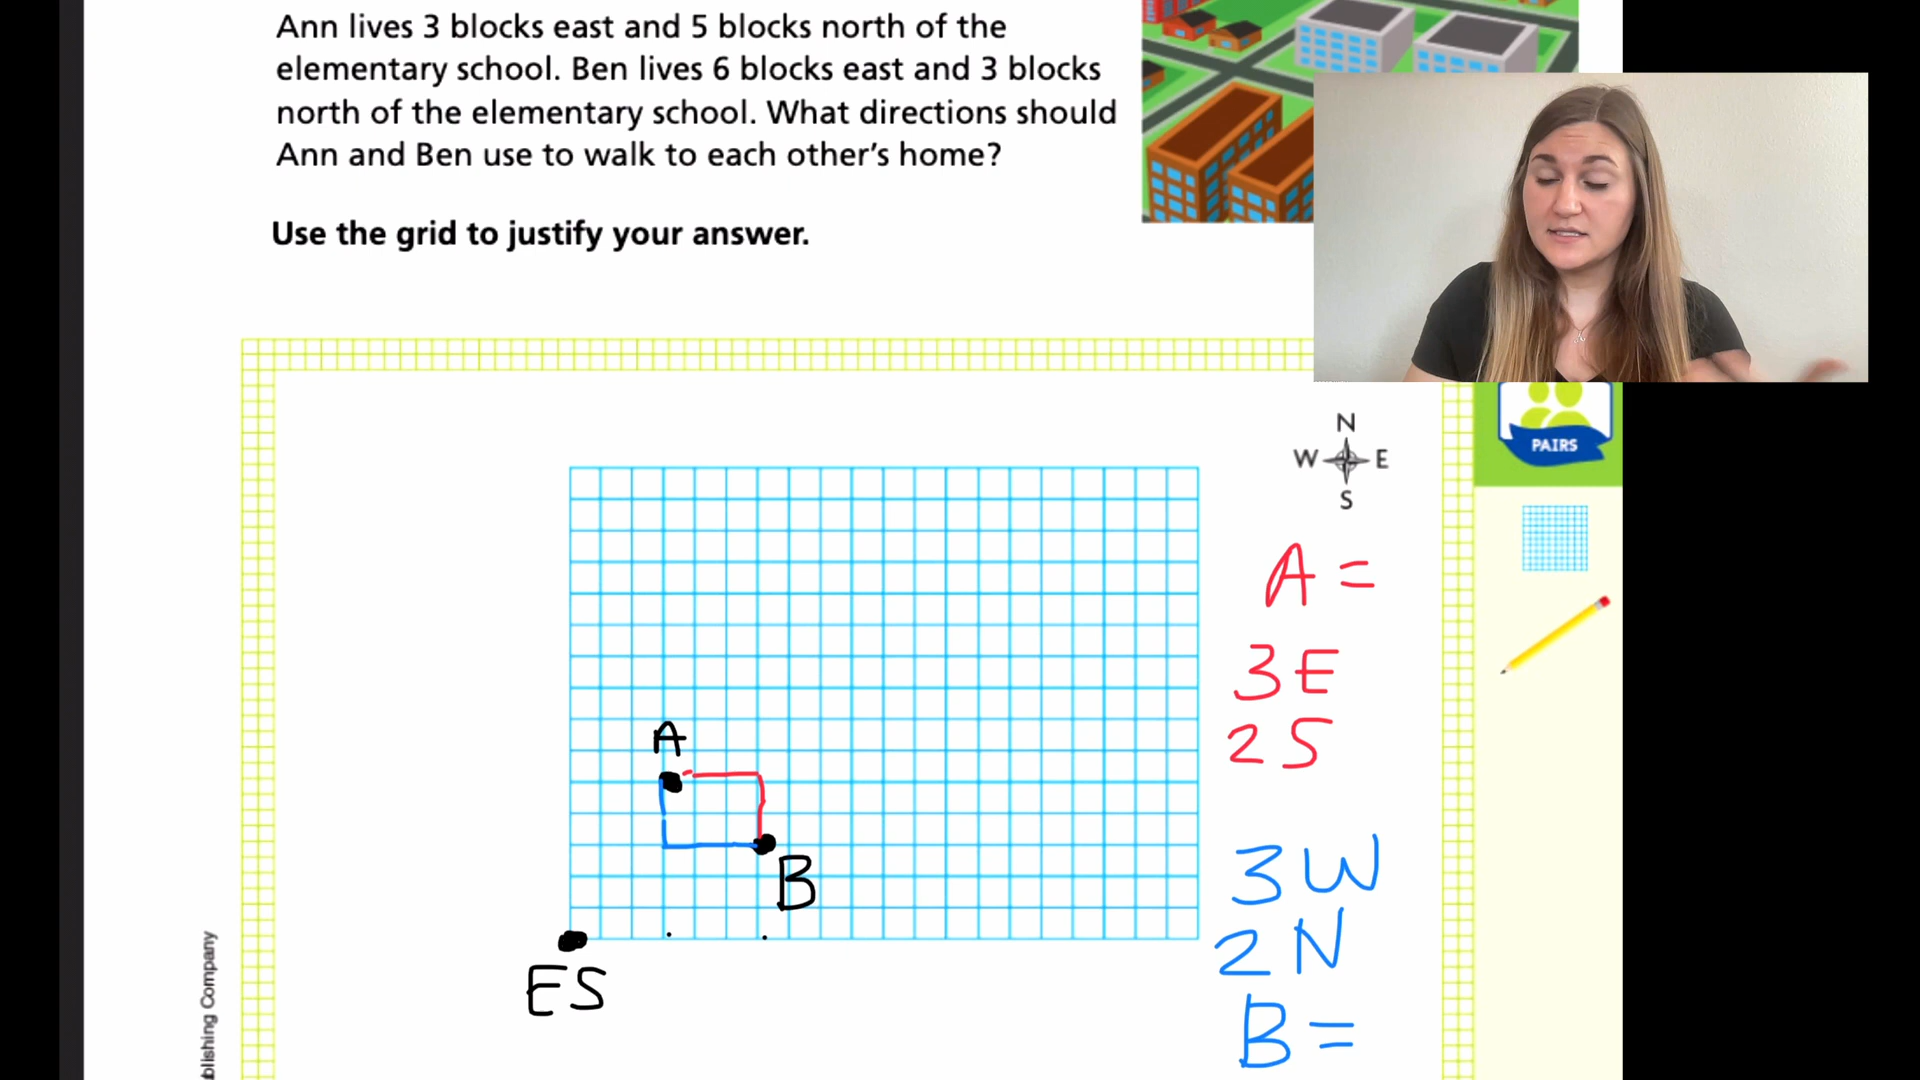 Ann lives 3 blocks east and 5 blocks north of the
elementary school. Ben lives 6 blocks east and 3 blocks
north of the elementary school. What directions should
Ann and Ben use to walk to each other's home?
Use the grid to justify your answer.
N
W E
S
PAIRS
A =
3 E
2 S
A
B
3 W
2 N
B =
ES
ublishing Company